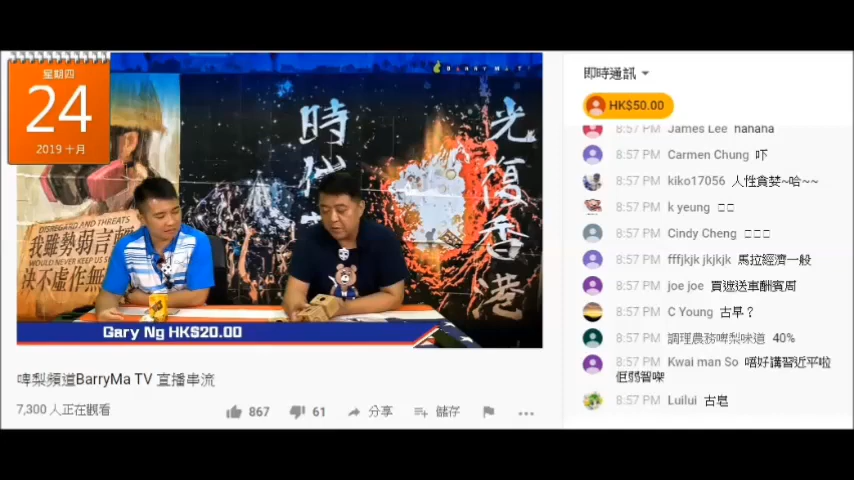 星期四
24
2019 十月
BARRYMATV
光復香港
時代
DISREGARD AND THREATS
我雖勢弱言輕
WOULD NEVER KEEP US
決不虛作無
Gary Ng HK$20.00
啤梨頻道BarryMa TV 直播串流
7,300 人正在觀看
867
61
分享
儲存
即時通訊
HK$50.00
8:57 PM James Lee hahaha
8:57 PM Carmen Chung 吓
8:57 PM kiko17056 人性貪婪~哈~~
8:57 PM k yeung □□
8:57 PM Cindy Cheng □□□
8:57 PM fffjkjk jkjkjk 馬拉經濟一般
8:57 PM joe joe 賈遊送車酬賓周
8:57 PM C Young 古早？
8:57 PM 調理農務啤梨味道 40%
8:57 PM Kwai man So 唔好講習近平啦
佢弱智㗎
8:57 PM Luilui 古皂